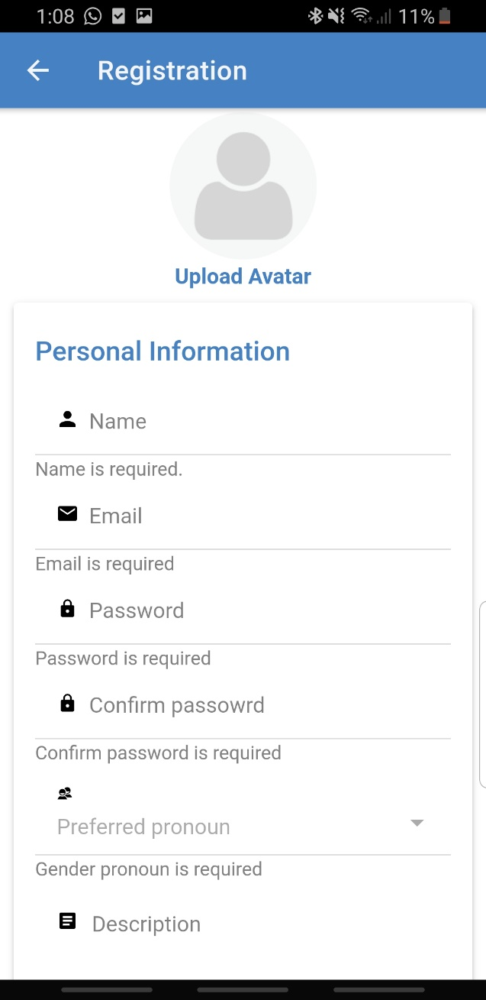 1:08 11%
Registration
Upload Avatar
Personal Information
Name
Name is required.
Email
Email is required
Password
Password is required
Confirm passowrd
Confirm password is required
Preferred pronoun
Gender pronoun is required
Description